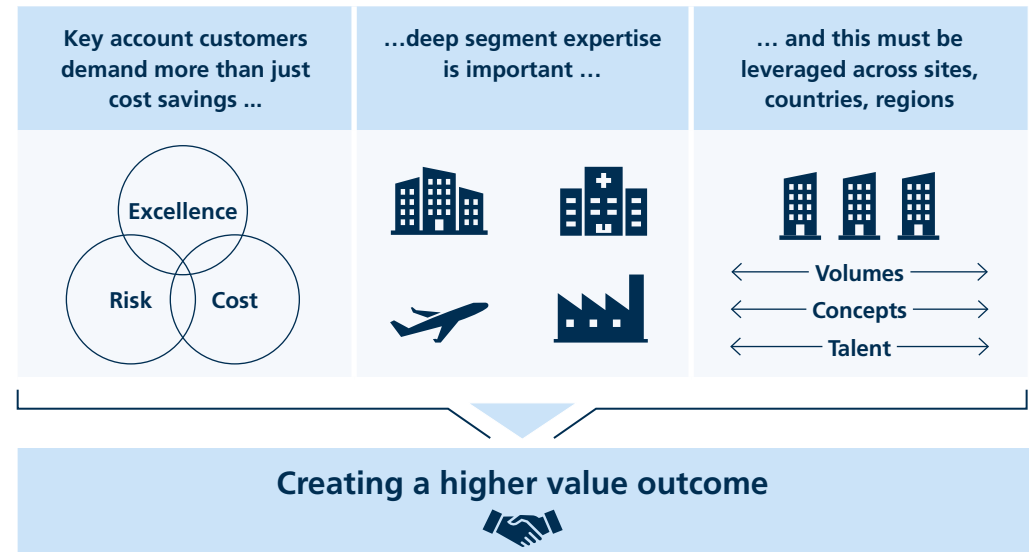 Key account customers
demand more than just
cost savings ...
…deep segment expertise
is important …
… and this must be
leveraged across sites,
countries, regions
Excellence
Risk
Cost
Volumes
Concepts
Talent
Creating a higher value outcome